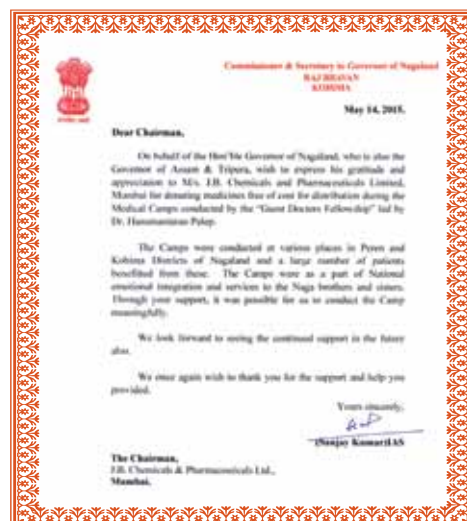 Commissioner & Secretary to Governor of Nagaland
RAJ BHAVAN
KOHIMA
May 14, 2015.
Dear Chairman,
On behalf of the Hon'ble Governor of Nagaland, who is also the
Governor of Assam & Tripura, wish to express his gratitude and
appreciation to M/s. J.B. Chemicals and Pharmaceuticals Limited,
Mumbai for donating medicines free of cost for distribution during the
Medical Camps conducted by the "Guest Doctors Fellowship" led by
Dr.
The Camps were conducted at various places in Peren and
Kohima Districts of Nagaland and a large number of patients
benefitted from these. The Camps were as a part of National
emotional integration and services to the Naga brothers and sisters.
Through your support, it was possible for us to conduct the Camp
meaningfully.
We look forward to seeing the continued support in the future
also.
We once again wish to thank you for the support and help you
provided.
Yours sincerely,
(Sanjay Kumar)IAS
The Chairman,
J.B. Chemicals & Pharmaceuticals Ltd.,
Mumbai.